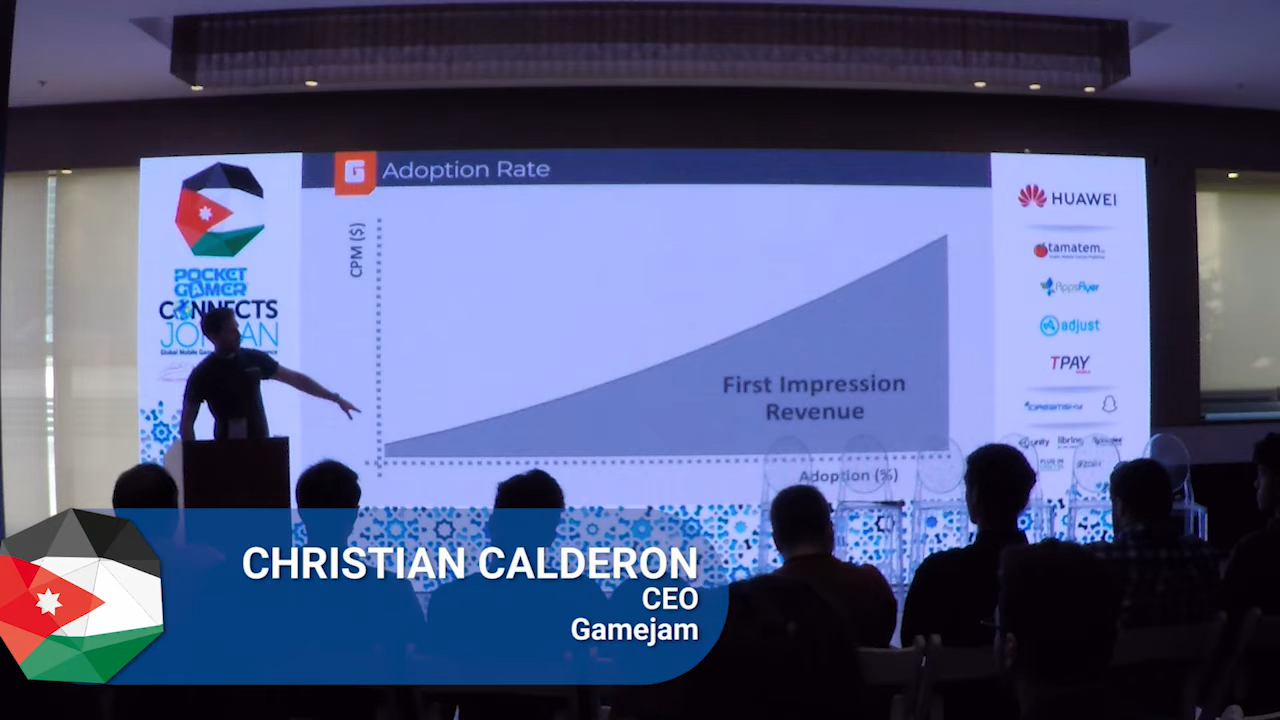 G Adoption Rate
CPM ($)
First Impression
Revenue
Adoption (%)
POCKET
GAMER
CONNECTS
JORDAN
HUAWEI
tamatem
AppsFlyer
adjust
TPAY
unity
CHRISTIAN CALDERON
CEO
Gamejam